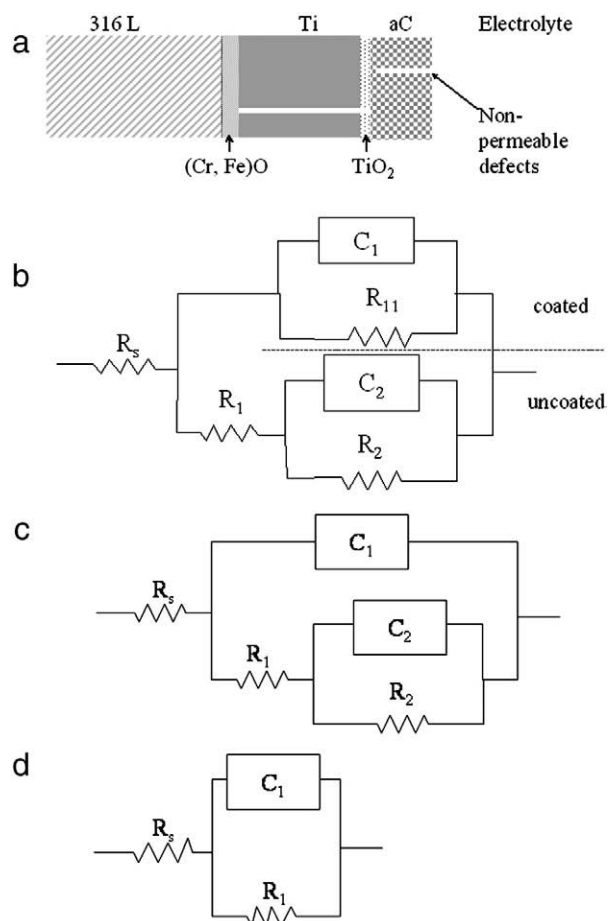 a
316 L Ti aC Electrolyte
(Cr, Fe)O
TiO₂
Non-
permeable
defects
b
C₁
R₁₁
coated
Rₛ
C₂
uncoated
R₁
R₂
c
C₁
Rₛ
C₂
R₁
R₂
d
C₁
Rₛ
R₁